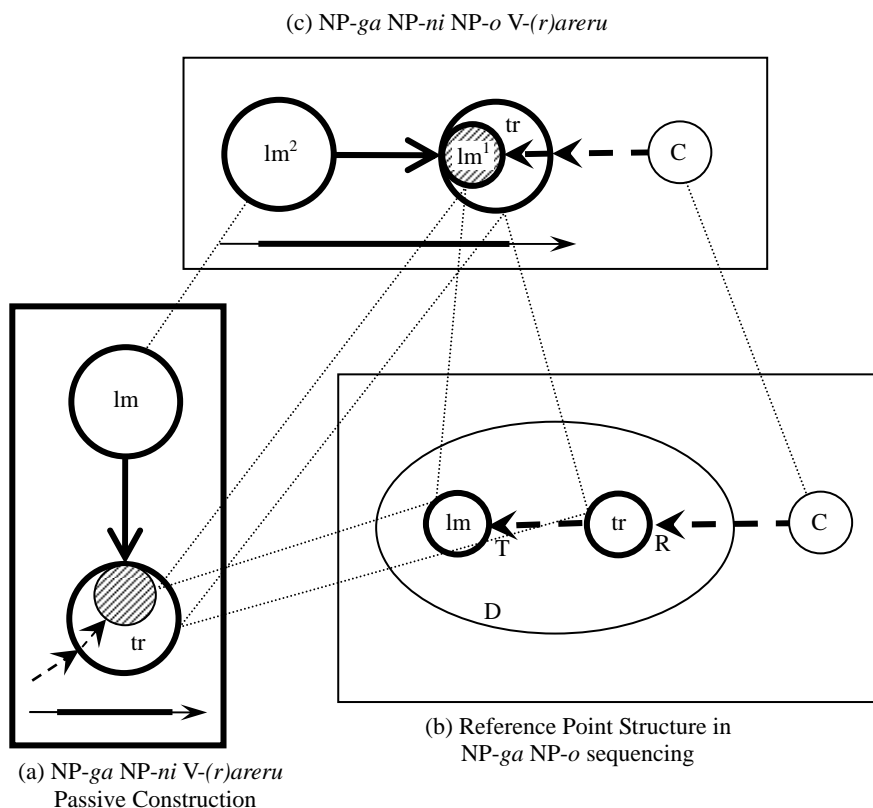 (c) NP-ga NP-ni NP-o V-(r)areru
lm² lm¹ tr C
lm
tr
lm T tr R C
D
(a) NP-ga NP-ni V-(r)areru
Passive Construction
(b) Reference Point Structure in
NP-ga NP-o sequencing